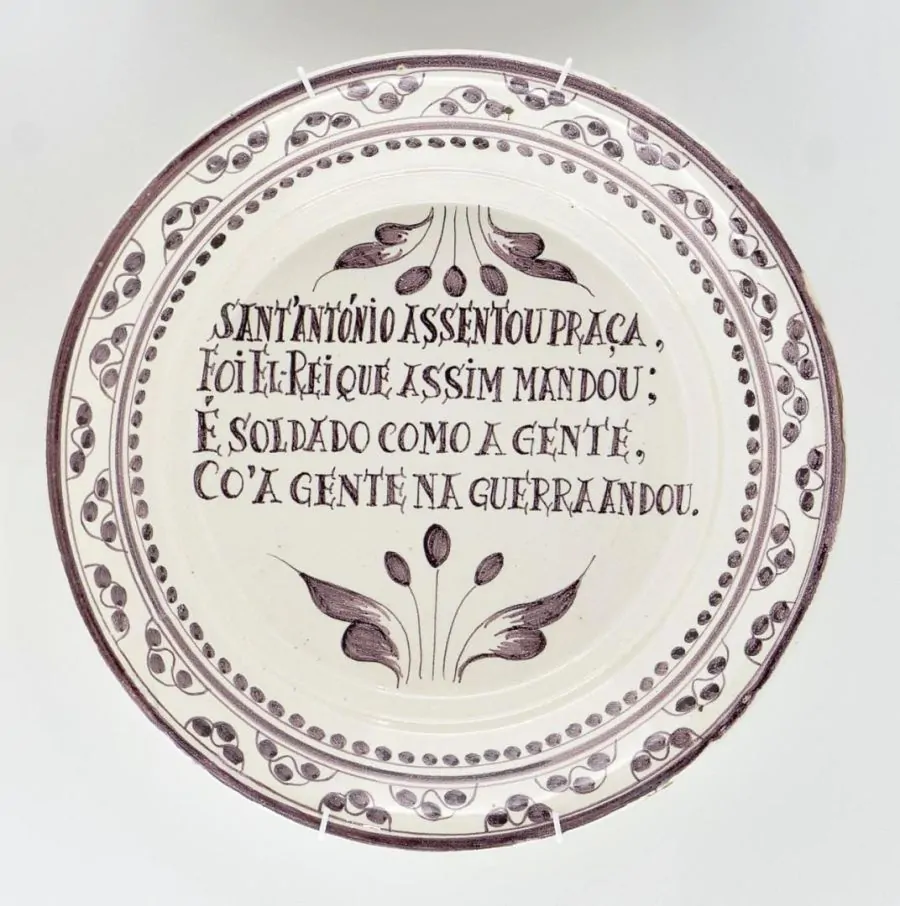 SANT'ANTÓNIO ASSENTOU PRAÇA,
FOI EL-REI QUE ASSIM MANDOU;
É SOLDADO COMO A GENTE,
CO'A GENTE NA GUERRA ANDOU.